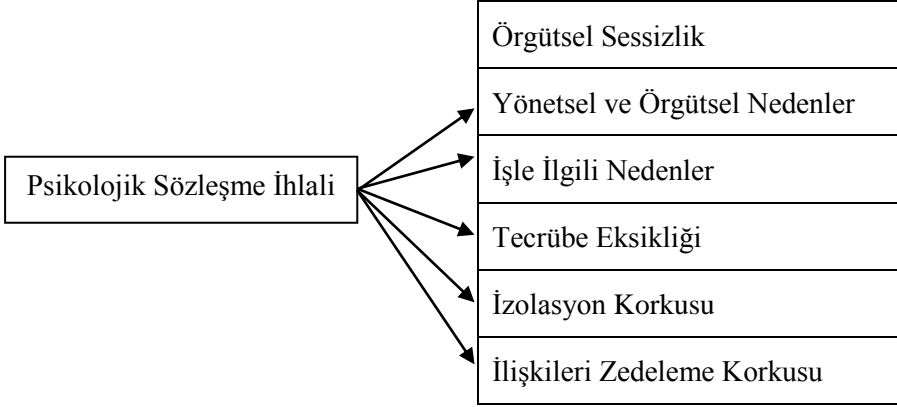 Örgütsel Sessizlik
Yönetsel ve Örgütsel Nedenler
Psikolojik Sözleşme İhlali
İşle İlgili Nedenler
Tecrübe Eksikliği
İzolasyon Korkusu
İlişkileri Zedeleme Korkusu